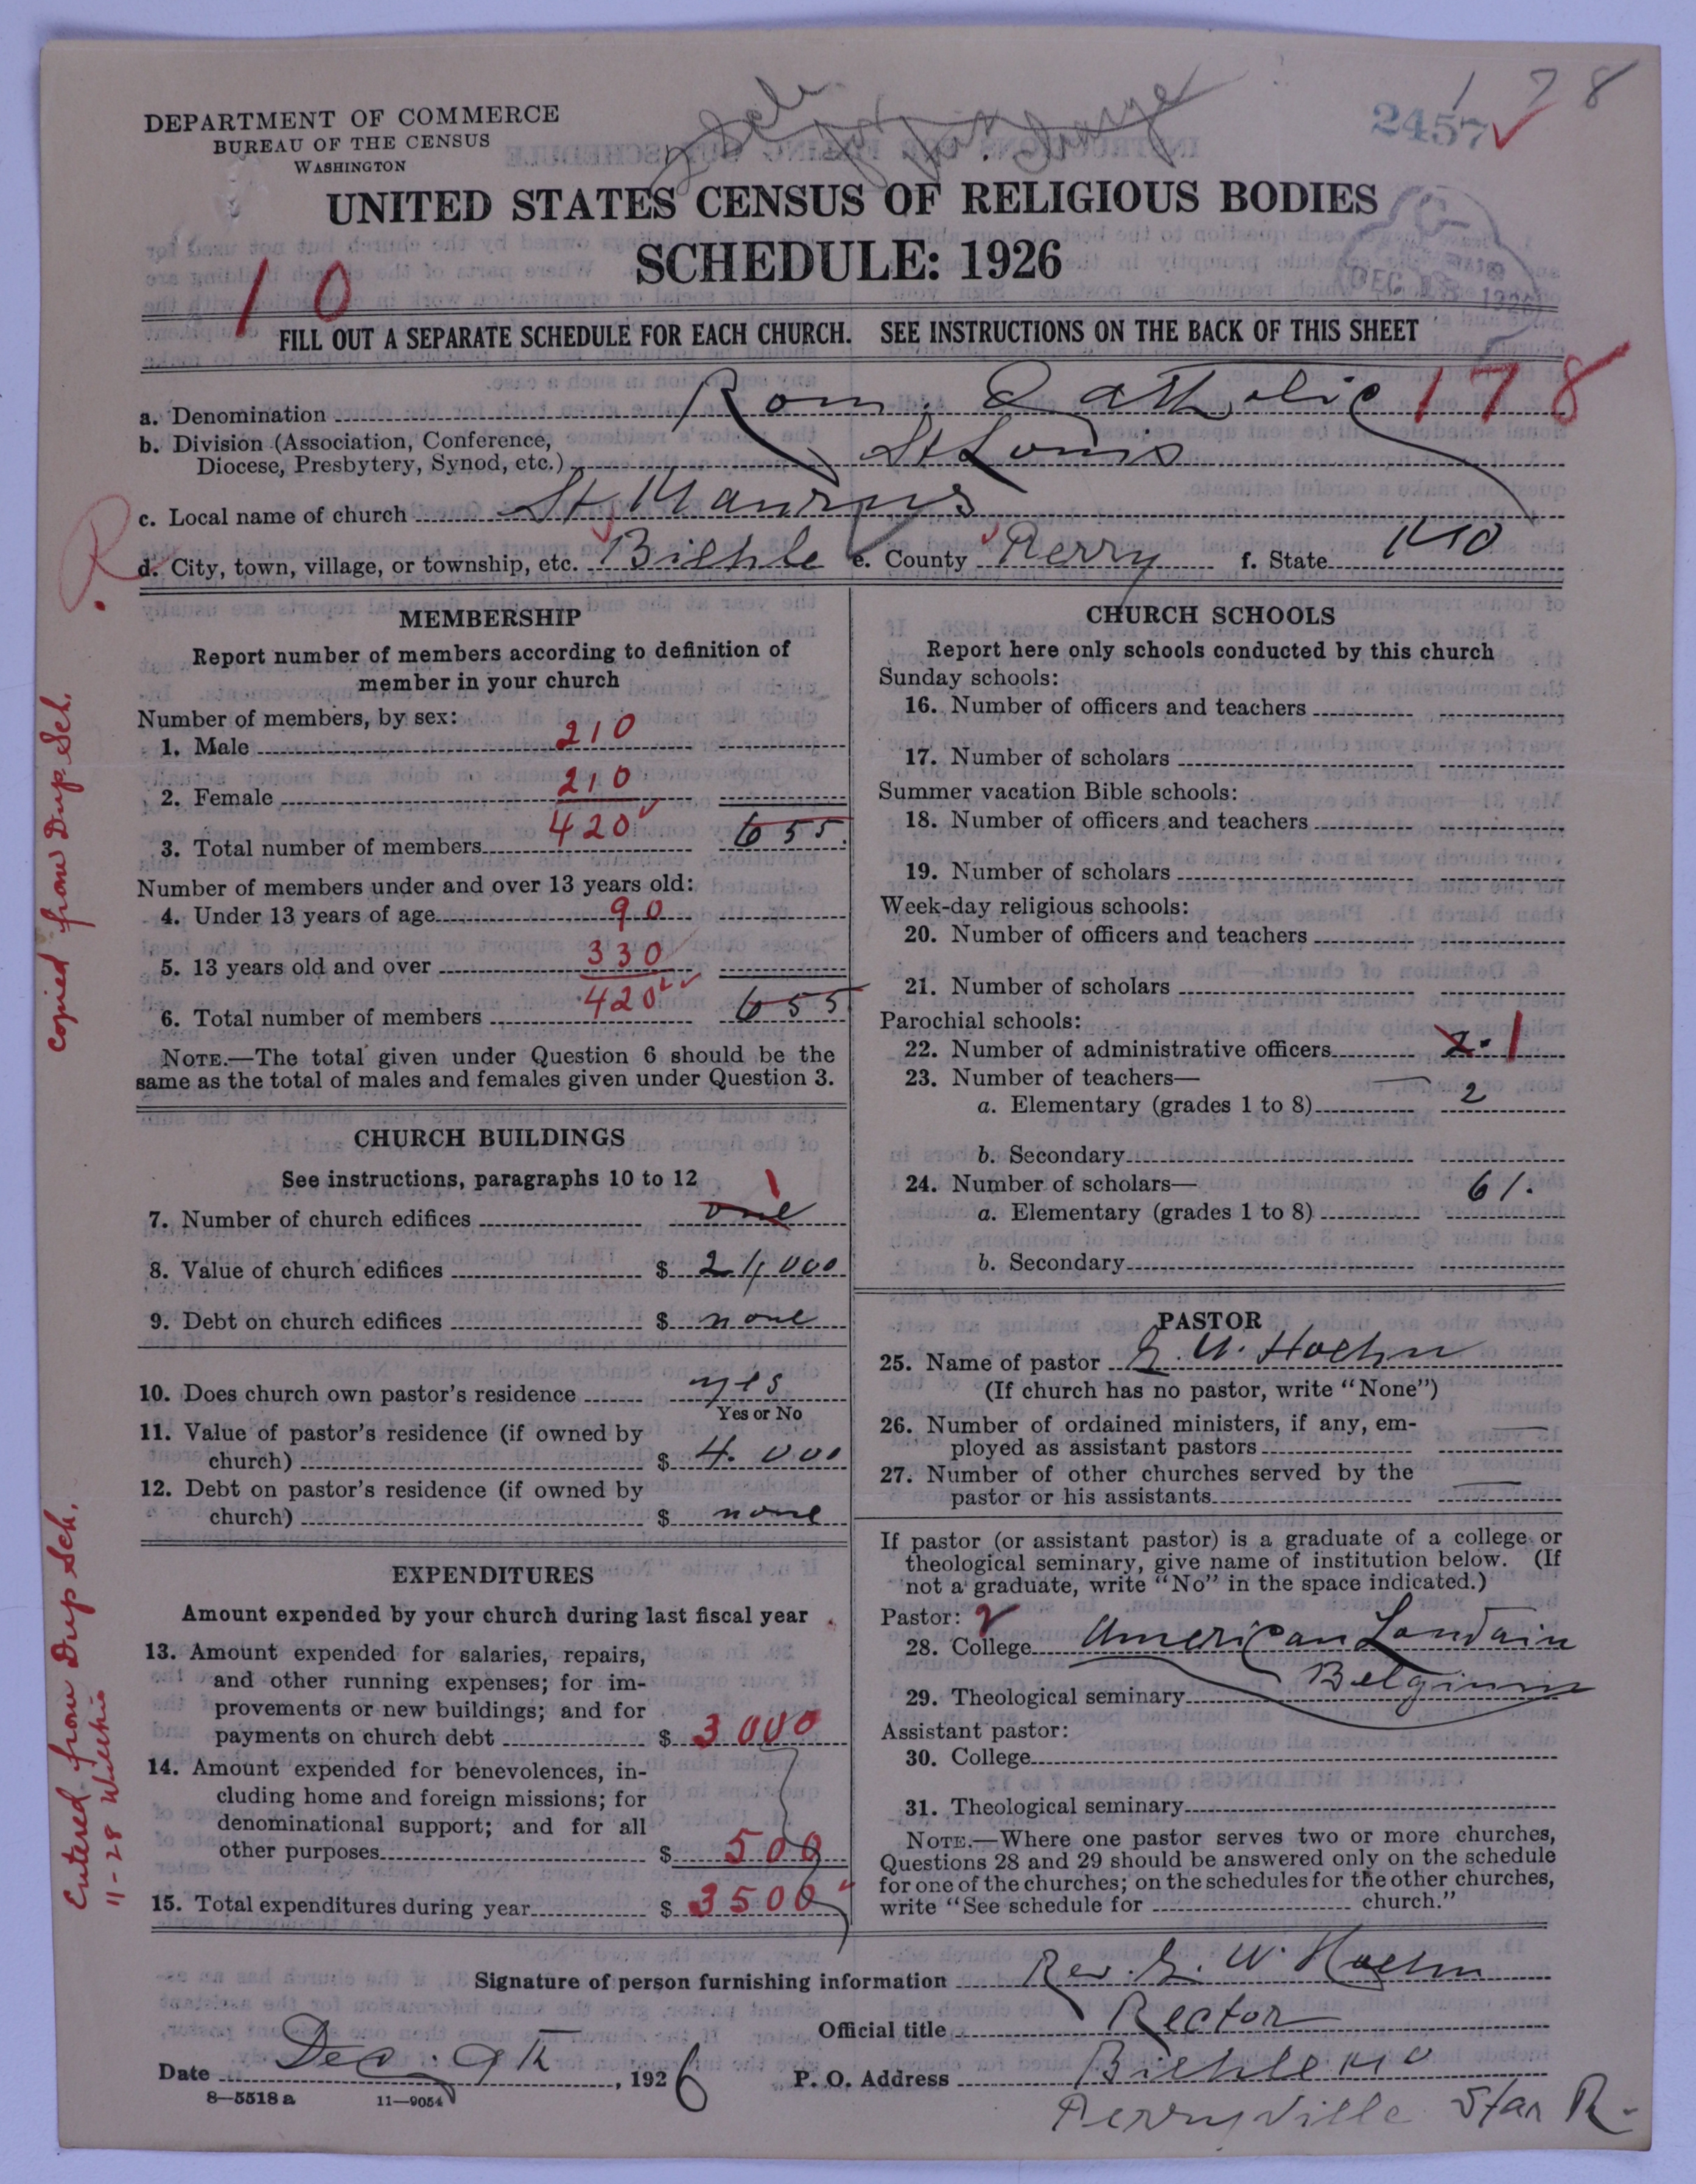 1 7 8
2457
DEPARTMENT OF COMMERCE
BUREAU OF THE CENSUS
WASHINGTON
UNITED STATES CENSUS OF RELIGIOUS BODIES
SCHEDULE: 1926
DEC 1926
10
FILL OUT A SEPARATE SCHEDULE FOR EACH CHURCH. SEE INSTRUCTIONS ON THE BACK OF THIS SHEET
a. Denomination Rom. Catholic 178
b. Division (Association, Conference,
Diocese, Presbytery, Synod, etc.) St Louis
c. Local name of church St Maurus
R.
d. City, town, village, or township, etc. Biehle e. County Perry f. State Mo
MEMBERSHIP
Report number of members according to definition of
member in your church
Number of members, by sex:
1. Male 210
2. Female 210
3. Total number of members 420 655
Number of members under and over 13 years old:
4. Under 13 years of age 90
5. 13 years old and over 330
6. Total number of members 420 655
NOTE.—The total given under Question 6 should be the
same as the total of males and females given under Question 3.
copied from Dup Sch.
CHURCH BUILDINGS
See instructions, paragraphs 10 to 12
7. Number of church edifices one 1
8. Value of church edifices $ 24000
9. Debt on church edifices $ none
10. Does church own pastor's residence yes
Yes or No
11. Value of pastor's residence (if owned by
church) $ 4.000
12. Debt on pastor's residence (if owned by
church) $ none
EXPENDITURES
Amount expended by your church during last fiscal year
13. Amount expended for salaries, repairs,
and other running expenses; for im-
provements or new buildings; and for
payments on church debt $ 3000
14. Amount expended for benevolences, in-
cluding home and foreign missions; for
denominational support; and for all
other purposes $ 500
15. Total expenditures during year $ 3500
Entered from Dup Sch.
11-28
CHURCH SCHOOLS
Report here only schools conducted by this church
Sunday schools:
16. Number of officers and teachers
17. Number of scholars
Summer vacation Bible schools:
18. Number of officers and teachers
19. Number of scholars
Week-day religious schools:
20. Number of officers and teachers
21. Number of scholars
Parochial schools:
22. Number of administrative officers 2. 1
23. Number of teachers—
a. Elementary (grades 1 to 8) 2
b. Secondary
24. Number of scholars—
a. Elementary (grades 1 to 8) 61.
b. Secondary
PASTOR
25. Name of pastor G. W. Hoehn
(If church has no pastor, write "None")
26. Number of ordained ministers, if any, em-
ployed as assistant pastors —
27. Number of other churches served by the
pastor or his assistants —
If pastor (or assistant pastor) is a graduate of a college or
theological seminary, give name of institution below. (If
not a graduate, write "No" in the space indicated.)
Pastor:
28. College American Louvain
29. Theological seminary Belgium
Assistant pastor:
30. College
31. Theological seminary
NOTE.—Where one pastor serves two or more churches,
Questions 28 and 29 should be answered only on the schedule
for one of the churches; on the schedules for the other churches,
write "See schedule for church."
Signature of person furnishing information Rev. G. W. Hoehn
Official title Rector
Date Dec. 9th, 1926 P. O. Address Biehle Mo
8—5518a 11—9054
Perryville Star R.